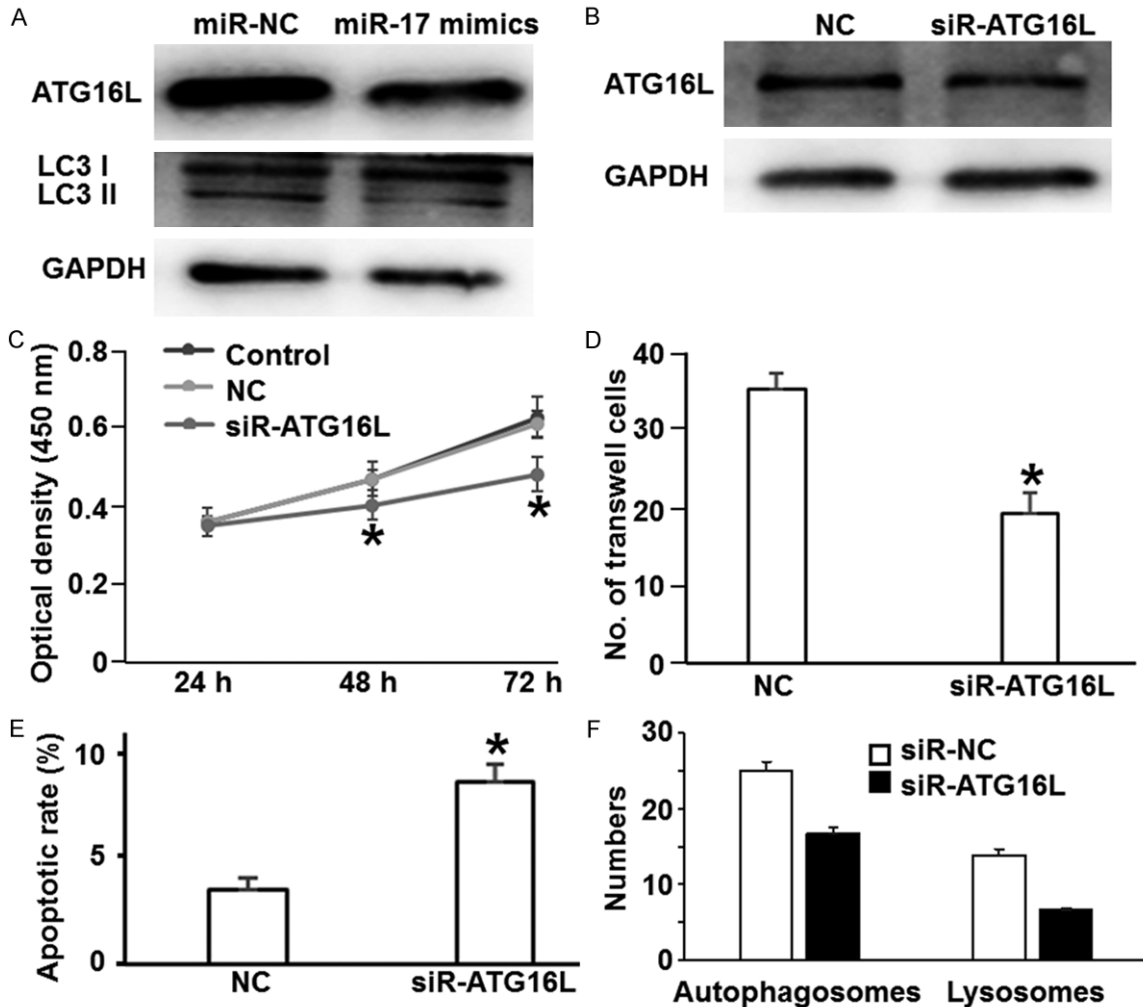 A
miR-NC miR-17 mimics
ATG16L
LC3 I
LC3 II
GAPDH
B
NC siR-ATG16L
ATG16L
GAPDH
C
Optical density (450 nm)
0.8
0.6
0.4
0.2
0
Control
NC
siR-ATG16L
*
*
24 h 48 h 72 h
D
No. of transwell cells
40
30
20
10
0
*
NC siR-ATG16L
E
Apoptotic rate (%)
10
5
0
*
NC siR-ATG16L
F
Numbers
30
20
10
0
siR-NC
siR-ATG16L
Autophagosomes Lysosomes